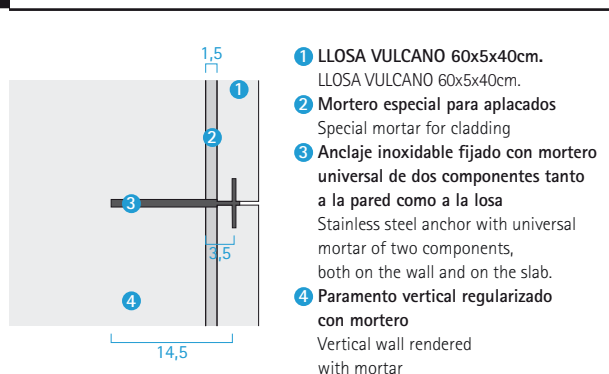 1,5
1
2
3
3,5
4
14,5
1 LLOSA VULCANO 60x5x40cm.
LLOSA VULCANO 60x5x40cm.
2 Mortero especial para aplacados
Special mortar for cladding
3 Anclaje inoxidable fijado con mortero
universal de dos componentes tanto
a la pared como a la losa
Stainless steel anchor with universal
mortar of two components,
both on the wall and on the slab.
4 Paramento vertical regularizado
con mortero
Vertical wall rendered
with mortar